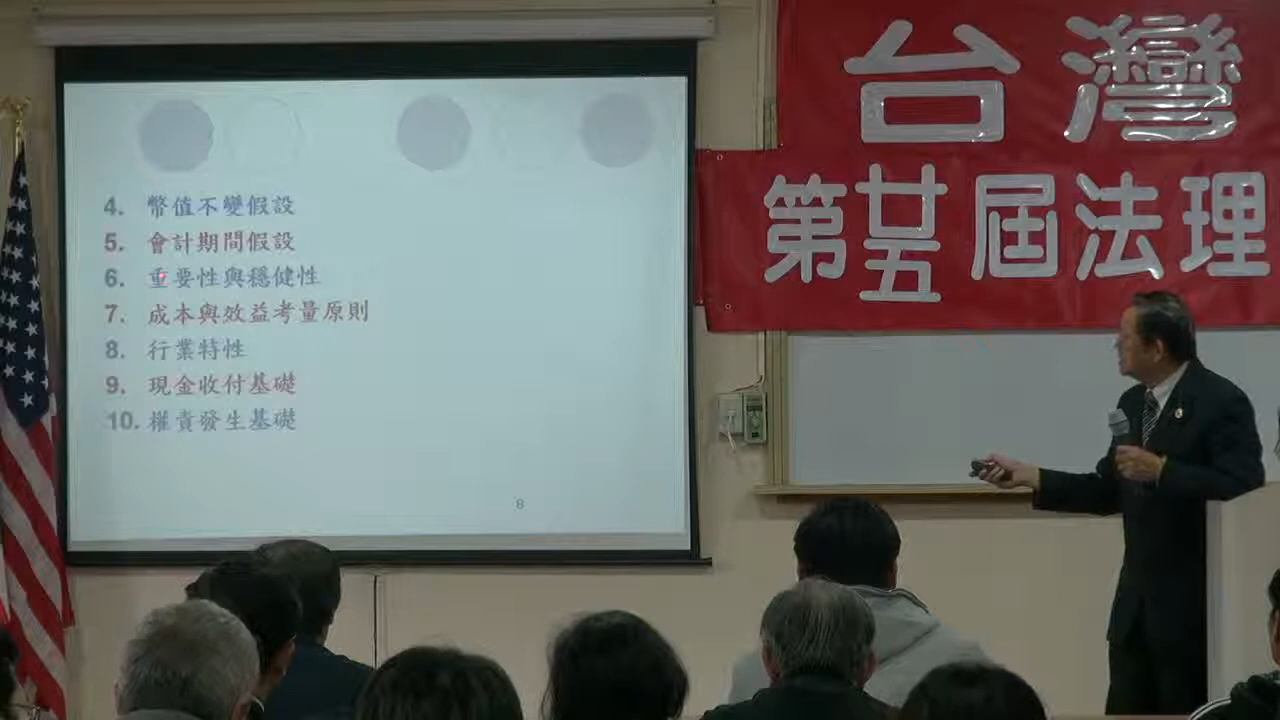 4. 幣值不變假設
5. 會計期間假設
6. 重要性與穩健性
7. 成本與效益考量原則
8. 行業特性
9. 現金收付基礎
10. 權責發生基礎
8
台灣
第廿五屆法理